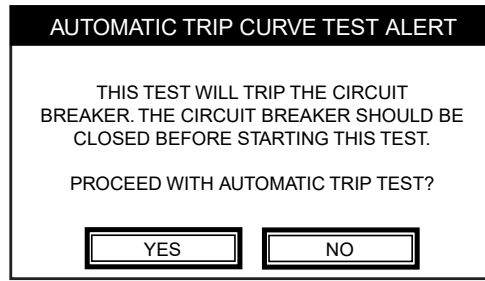 AUTOMATIC TRIP CURVE TEST ALERT
THIS TEST WILL TRIP THE CIRCUIT
BREAKER. THE CIRCUIT BREAKER SHOULD BE
CLOSED BEFORE STARTING THIS TEST.
PROCEED WITH AUTOMATIC TRIP TEST?
YES NO